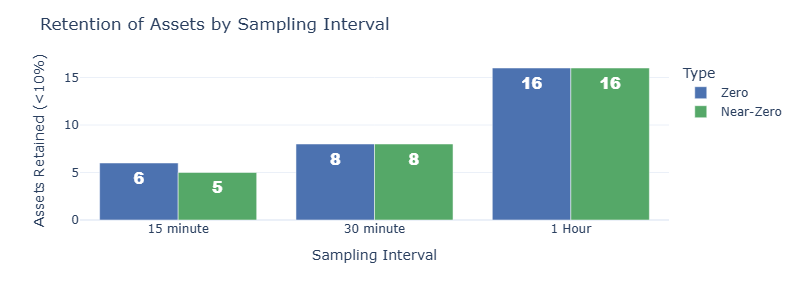 Retention of Assets by Sampling Interval
Assets Retained (<10%)
15
10
5
0
6
5
8
8
16
16
15 minute
30 minute
1 Hour
Sampling Interval
Type
Zero
Near-Zero